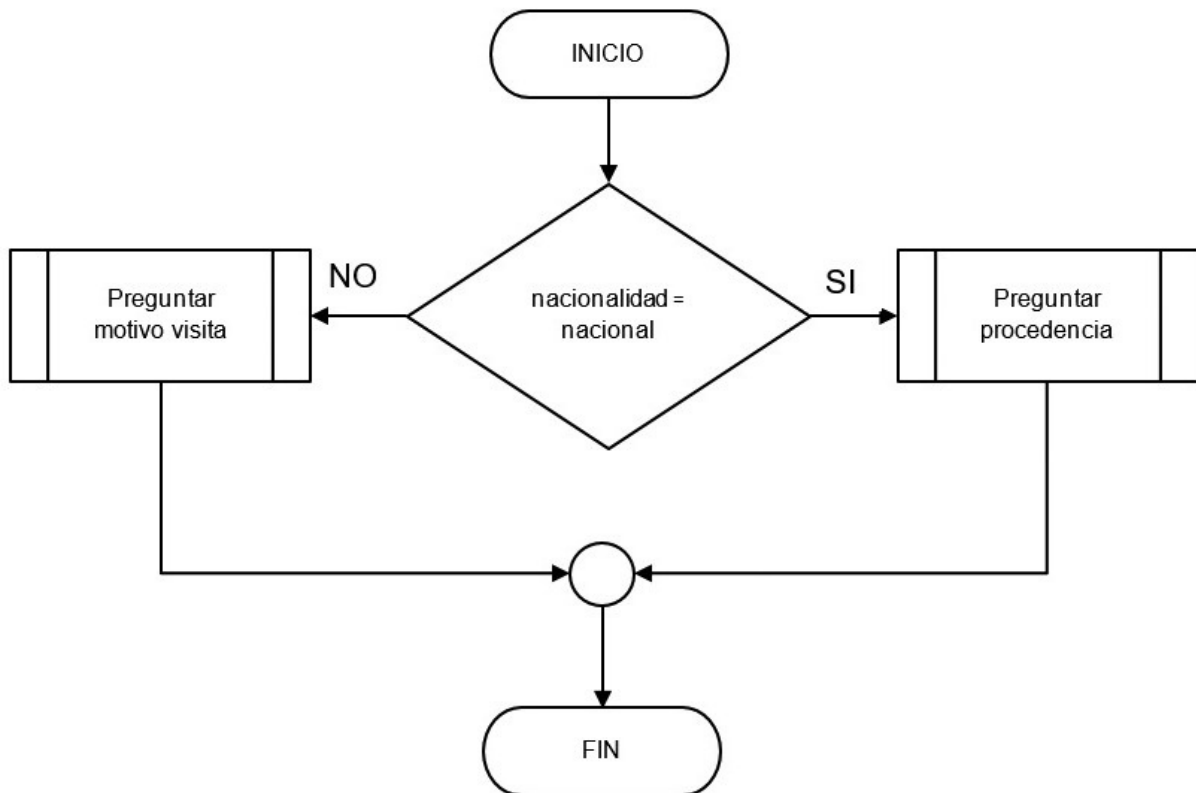 INICIO
NO
SI
Preguntar
motivo visita
nacionalidad =
nacional
Preguntar
procedencia
FIN